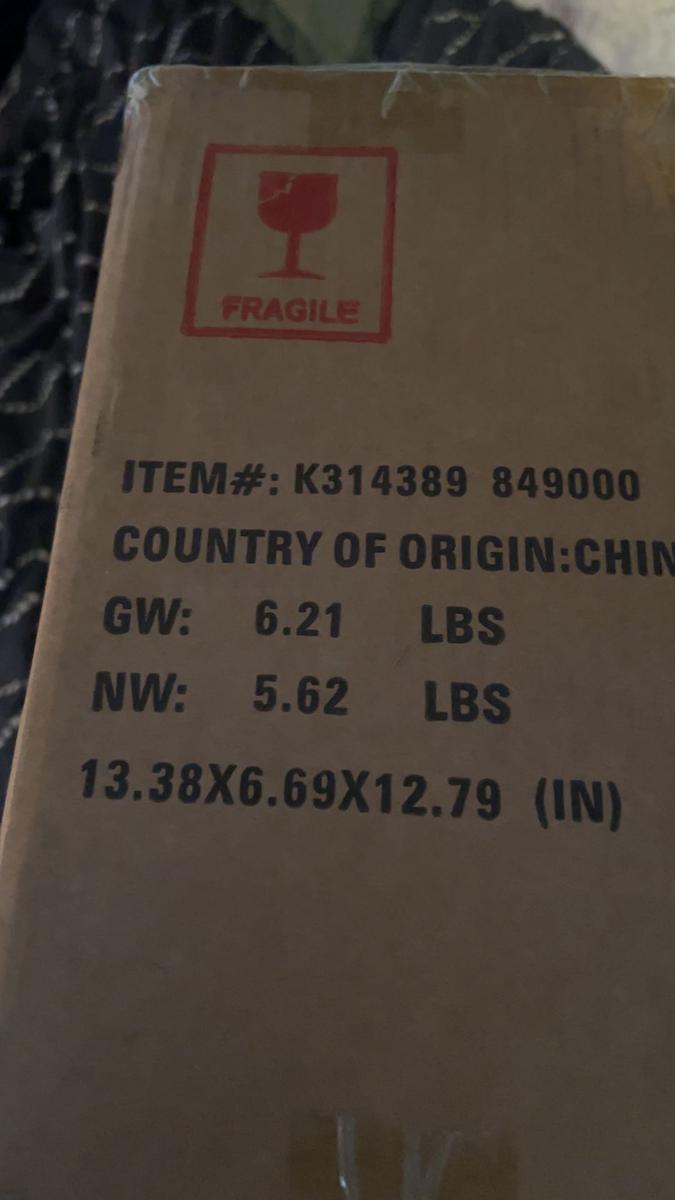 FRAGILE
ITEM#: K314389 849000
COUNTRY OF ORIGIN:CHIN
GW: 6.21 LBS
NW: 5.62 LBS
13.38X6.69X12.79 (IN)